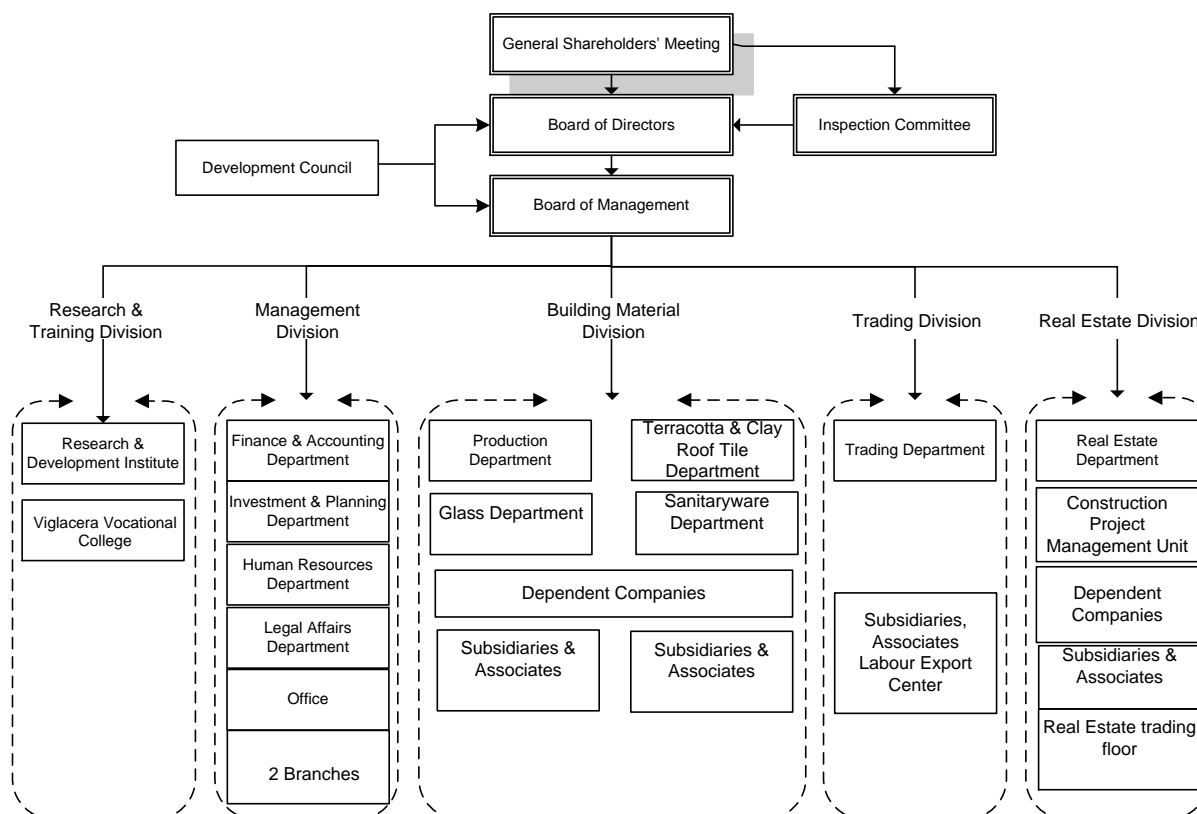 General Shareholders' Meeting
Board of Directors
Inspection Committee
Development Council
Board of Management
Research &
Training Division
Management
Division
Building Material
Division
Trading Division
Real Estate Division
Research &
Development Institute
Viglacera Vocational
College
Finance & Accounting
Department
Investment & Planning
Department
Human Resources
Department
Legal Affairs
Department
Office
2 Branches
Production
Department
Terracotta & Clay
Roof Tile
Department
Glass Department
Sanitaryware
Department
Dependent Companies
Subsidiaries &
Associates
Subsidiaries &
Associates
Trading Department
Subsidiaries,
Associates
Labour Export
Center
Real Estate
Department
Construction
Project
Management Unit
Dependent
Companies
Subsidiaries &
Associates
Real Estate trading
floor